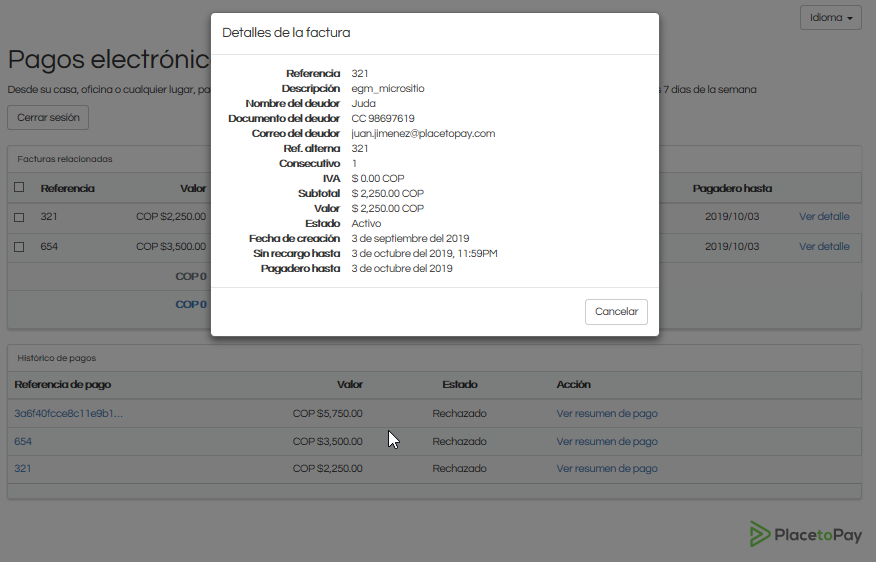 Idioma
Detalles de la factura
Pagos electrónic
Desde su casa, oficina o cualquier lugar, pa
s 7 dias de la semana
Cerrar sesión
Referencia 321
Descripción egm_micrositio
Nombre del deudor Juda
Documento del deudor CC 98697619
Correo del deudor juan.jimenez@placetopay.com
Ref. alterna 321
Consecutivo 1
IVA $ 0.00 COP
Subtotal $ 2,250.00 COP
Valor $ 2,250.00 COP
Estado Activo
Fecha de creación 3 de septiembre del 2019
Sin recargo hasta 3 de octubre del 2019, 11:59PM
Pagadero hasta 3 de octubre del 2019
Cancelar
Facturas relacionadas
Referencia Valor Pagadero hasta
321 COP $2,250.00 2019/10/03 Ver detalle
654 COP $3,500.00 2019/10/03 Ver detalle
COP 0
COP 0
Histórico de pagos
Referencia de pago Valor Estado Acción
3a6f40fcce8c11e9b1... COP $5,750.00 Rechazado Ver resumen de pago
654 COP $3,500.00 Rechazado Ver resumen de pago
321 COP $2,250.00 Rechazado Ver resumen de pago
PlacetoPay